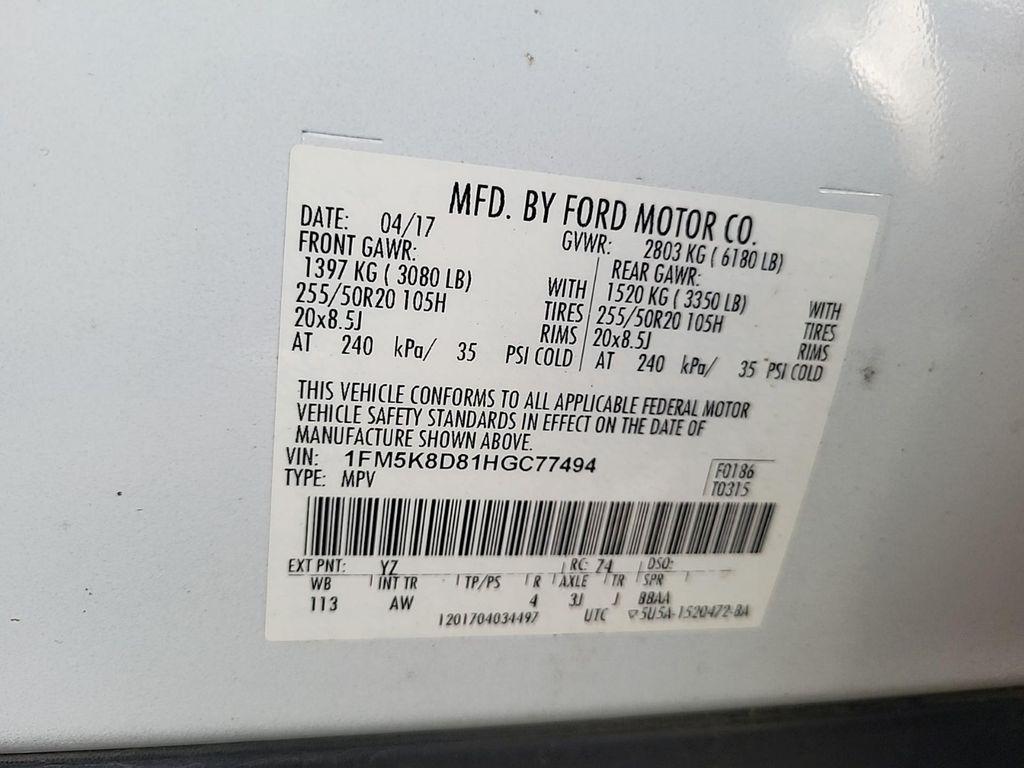 MFD. BY FORD MOTOR CO.
DATE: 04/17 GVWR: 2803 KG ( 6180 LB)
FRONT GAWR: REAR GAWR:
1397 KG ( 3080 LB) WITH 1520 KG ( 3350 LB) WITH
255/50R20 105H TIRES 255/50R20 105H TIRES
20x8.5J RIMS 20x8.5J RIMS
AT 240 kPa/ 35 PSI COLD AT 240 kPa/ 35 PSI COLD
THIS VEHICLE CONFORMS TO ALL APPLICABLE FEDERAL MOTOR
VEHICLE SAFETY STANDARDS IN EFFECT ON THE DATE OF
MANUFACTURE SHOWN ABOVE.
VIN: 1FM5K8D81HGC77494 F0186
TYPE: MPV T0315
EXT PNT: YZ RC: 74 DSO:
WB INT TR TP/PS R AXLE TR SPR
113 AW 4 3J J BBAA
1201704034497 UTC ▽5U5A-1520472-BA